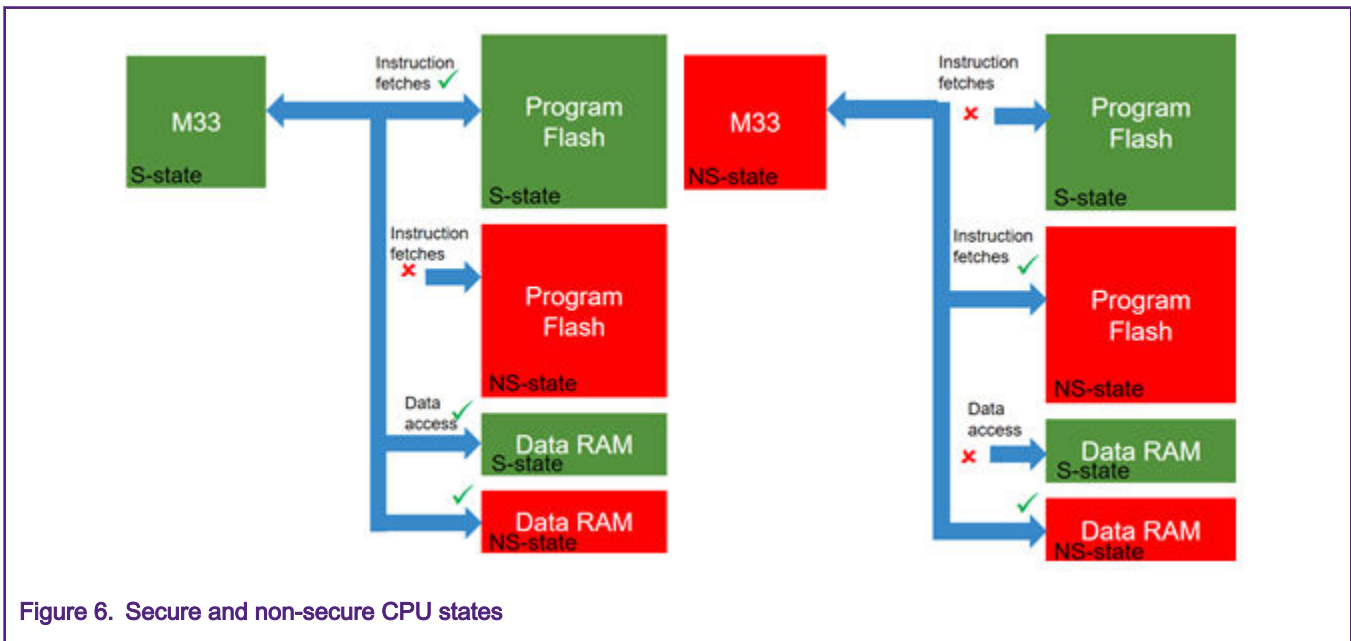 Instruction
fetches
Program
Flash
S-state
M33
S-state
Instruction
fetches
Program
Flash
NS-state
Data
access
Data RAM
S-state
Data RAM
NS-state
Instruction
fetches
Program
Flash
S-state
M33
NS-state
Instruction
fetches
Program
Flash
NS-state
Data
access
Data RAM
S-state
Data RAM
NS-state
Figure 6. Secure and non-secure CPU states